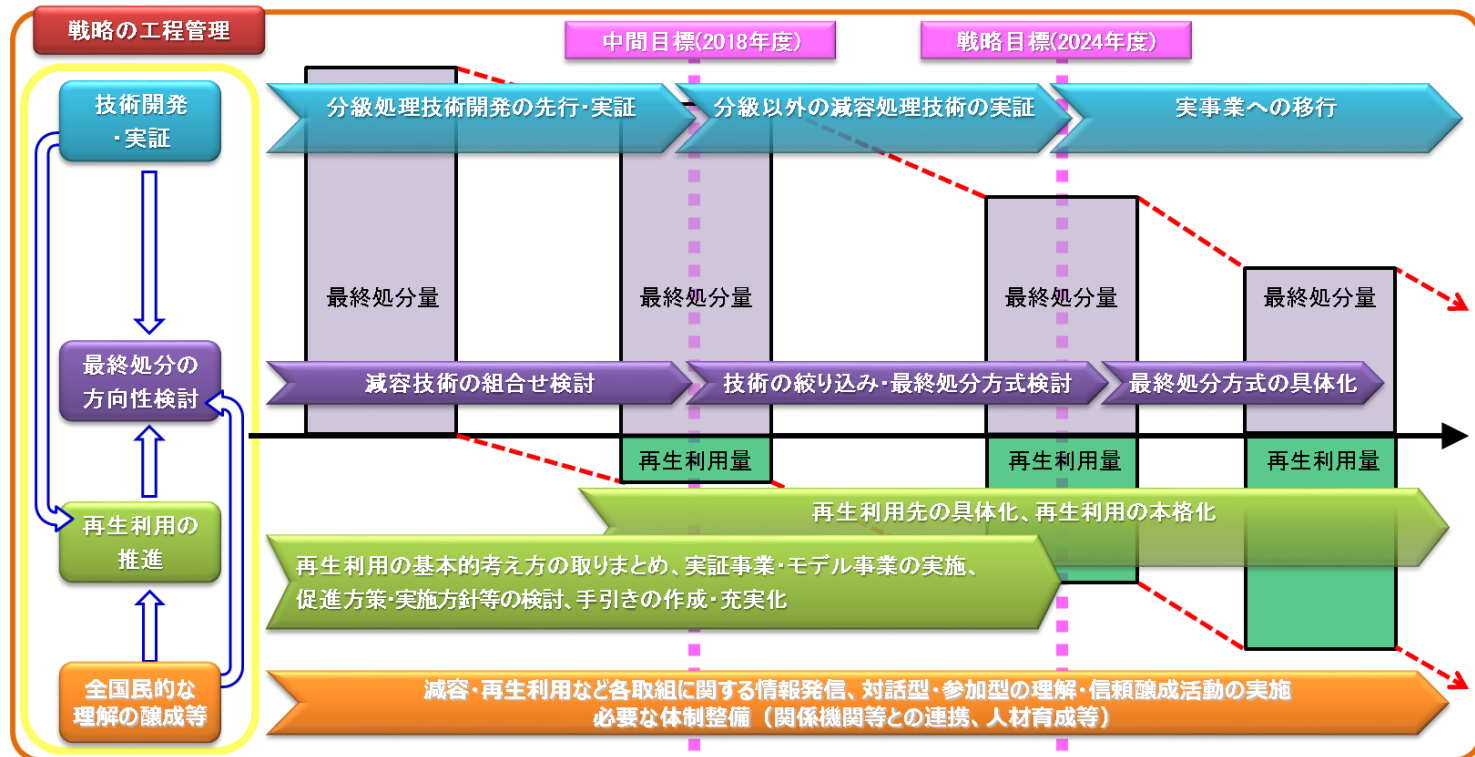 戦略の工程管理
中間目標(2018年度)
戦略目標(2024年度)
技術開発
・実証
分級処理技術開発の先行・実証
分級以外の減容処理技術の実証
実事業への移行
最終処分量
最終処分量
最終処分量
最終処分量
最終処分の
方向性検討
減容技術の組合せ検討
技術の絞り込み・最終処分方式検討
最終処分方式の具体化
再生利用量
再生利用量
再生利用量
再生利用の
推進
再生利用先の具体化、再生利用の本格化
再生利用の基本的考え方の取りまとめ、実証事業・モデル事業の実施、
促進方策・実施方針等の検討、手引きの作成・充実化
全国民的な
理解の醸成等
減容・再生利用など各取組に関する情報発信、対話型・参加型の理解・信頼醸成活動の実施
必要な体制整備（関係機関等との連携、人材育成等）